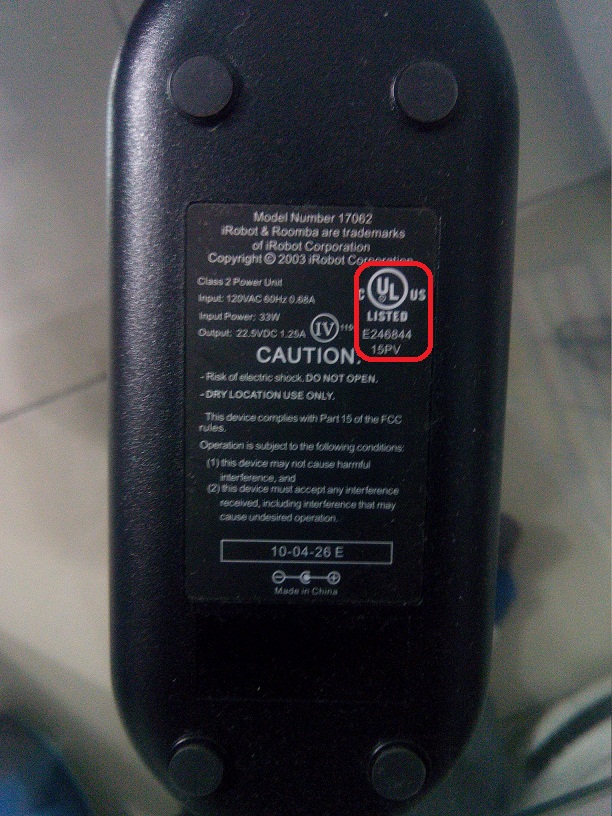 Model Number 17062
iRobot & Roomba are trademarks
of iRobot Corporation
Copyright © 2003 iRobot Corporation
Class 2 Power Unit
Input: 120VAC 60Hz 0.68A
Input Power: 33W
Output: 22.5VDC 1.25A
IV
C UL US
LISTED
E246844
15PV
CAUTION:
- Risk of electric shock. DO NOT OPEN.
- DRY LOCATION USE ONLY.
This device complies with Part 15 of the FCC
rules.
Operation is subject to the following conditions:
(1) this device may not cause harmful
interference, and
(2) this device must accept any interference
received, including interference that may
cause undesired operation.
10-04-26 E
Made in China